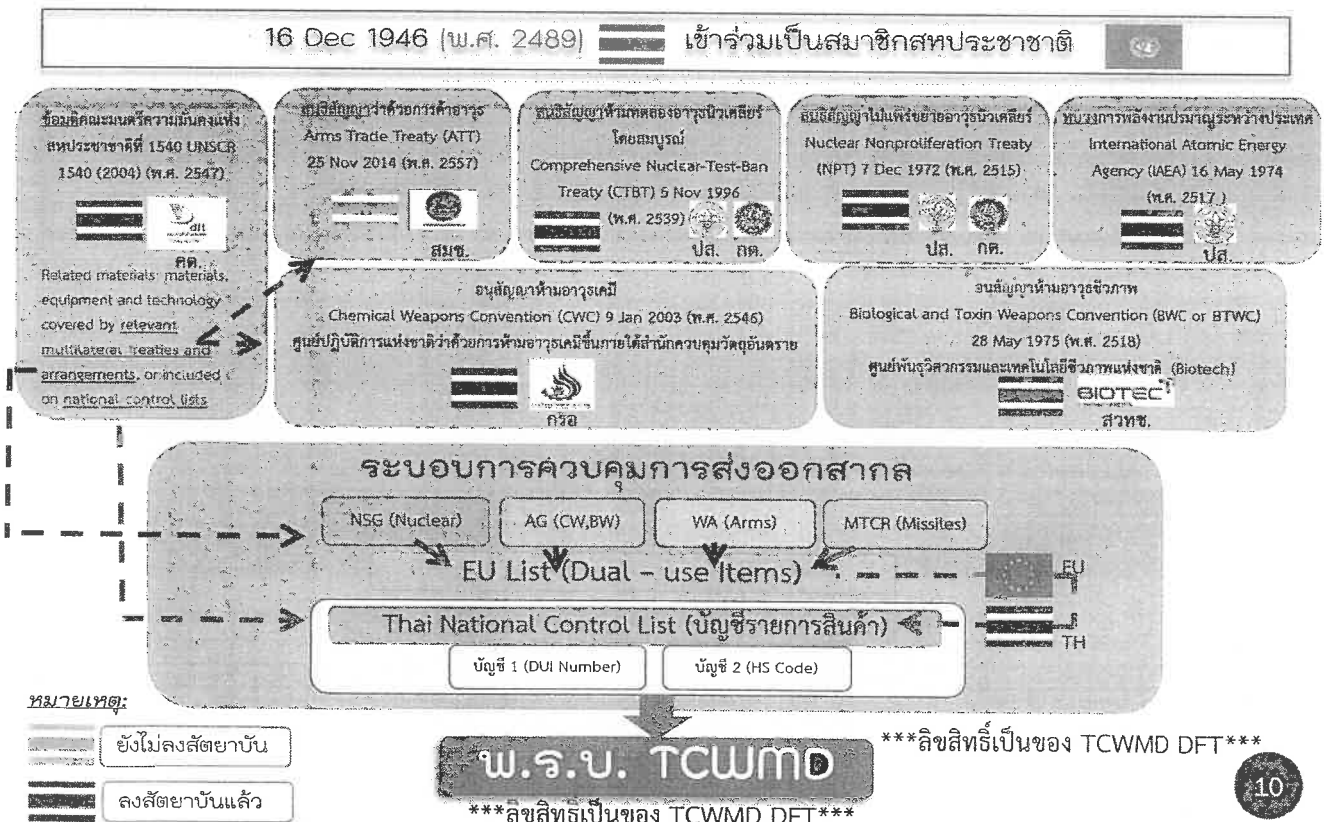 16 Dec 1946 (พ.ศ. 2489) เข้าร่วมเป็นสมาชิกสหประชาชาติ
ข้อมติคณะมนตรีความมั่นคงแห่ง
สหประชาชาติที่ 1540 UNSCR
1540 (2004) (พ.ศ. 2547)
คต.
Related materials: materials,
equipment and technology
covered by relevant
multilateral treaties and
arrangements, or included
on national control lists
สนธิสัญญาว่าด้วยการค้าอาวุธ
Arms Trade Treaty (ATT)
25 Nov 2014 (พ.ศ. 2557)
สมช.
สนธิสัญญาห้ามทดลองอาวุธนิวเคลียร์
โดยสมบูรณ์
Comprehensive Nuclear-Test-Ban
Treaty (CTBT) 5 Nov 1996
(พ.ศ. 2539)
ปส. กต.
สนธิสัญญาไม่แพร่ขยายอาวุธนิวเคลียร์
Nuclear Nonproliferation Treaty
(NPT) 7 Dec 1972 (พ.ศ. 2515)
ปส. กต.
ทบวงการพลังงานปรมาณูระหว่างประเทศ
International Atomic Energy
Agency (IAEA) 16 May 1974
(พ.ศ. 2517 )
ปส.
อนุสัญญาห้ามอาวุธเคมี
Chemical Weapons Convention (CWC) 9 Jan 2003 (พ.ศ. 2546)
ศูนย์ปฏิบัติการแห่งชาติว่าด้วยการห้ามอาวุธเคมีขึ้นภายใต้สำนักควบคุมวัตถุอันตราย
กรอ
อนุสัญญาห้ามอาวุธชีวภาพ
Biological and Toxin Weapons Convention (BWC or BTWC)
28 May 1975 (พ.ศ. 2518)
ศูนย์พันธุวิศวกรรมและเทคโนโลยีชีวภาพแห่งชาติ (Biotech)
BIOTEC
สวทช.
ระบอบการควบคุมการส่งออกสากล
NSG (Nuclear)
AG (CW,BW)
WA (Arms)
MTCR (Missiles)
EU List (Dual – use Items)
EU
Thai National Control List (บัญชีรายการสินค้า)
TH
บัญชี 1 (DUI Number)
บัญชี 2 (HS Code)
หมายเหตุ:
ยังไม่ลงสัตยาบัน
ลงสัตยาบันแล้ว
พ.ร.บ. TCWMD
***ลิขสิทธิ์เป็นของ TCWMD DFT***
***ลิขสิทธิ์เป็นของ TCWMD DFT***
10